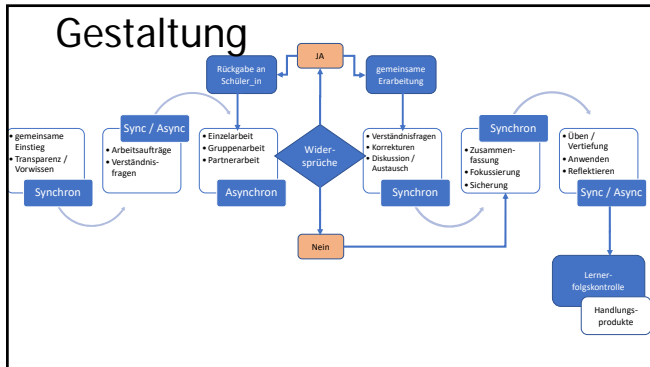 Gestaltung
JA
Rückgabe an
Schüler_in
gemeinsame
Erarbeitung
• gemeinsame
Einstieg
• Transparenz /
Vorwissen
Synchron
Sync / Async
• Arbeitsaufträge
• Verständnis-
fragen
• Einzelarbeit
• Gruppenarbeit
• Partnerarbeit
Asynchron
Wider-
sprüche
• Verständnisfragen
• Korrekturen
• Diskussion /
Austausch
Synchron
Synchron
• Zusammen-
fassung
• Fokussierung
• Sicherung
• Üben /
Vertiefung
• Anwenden
• Reflektieren
Sync / Async
Nein
Lerner-
folgskontrolle
Handlungs-
produkte